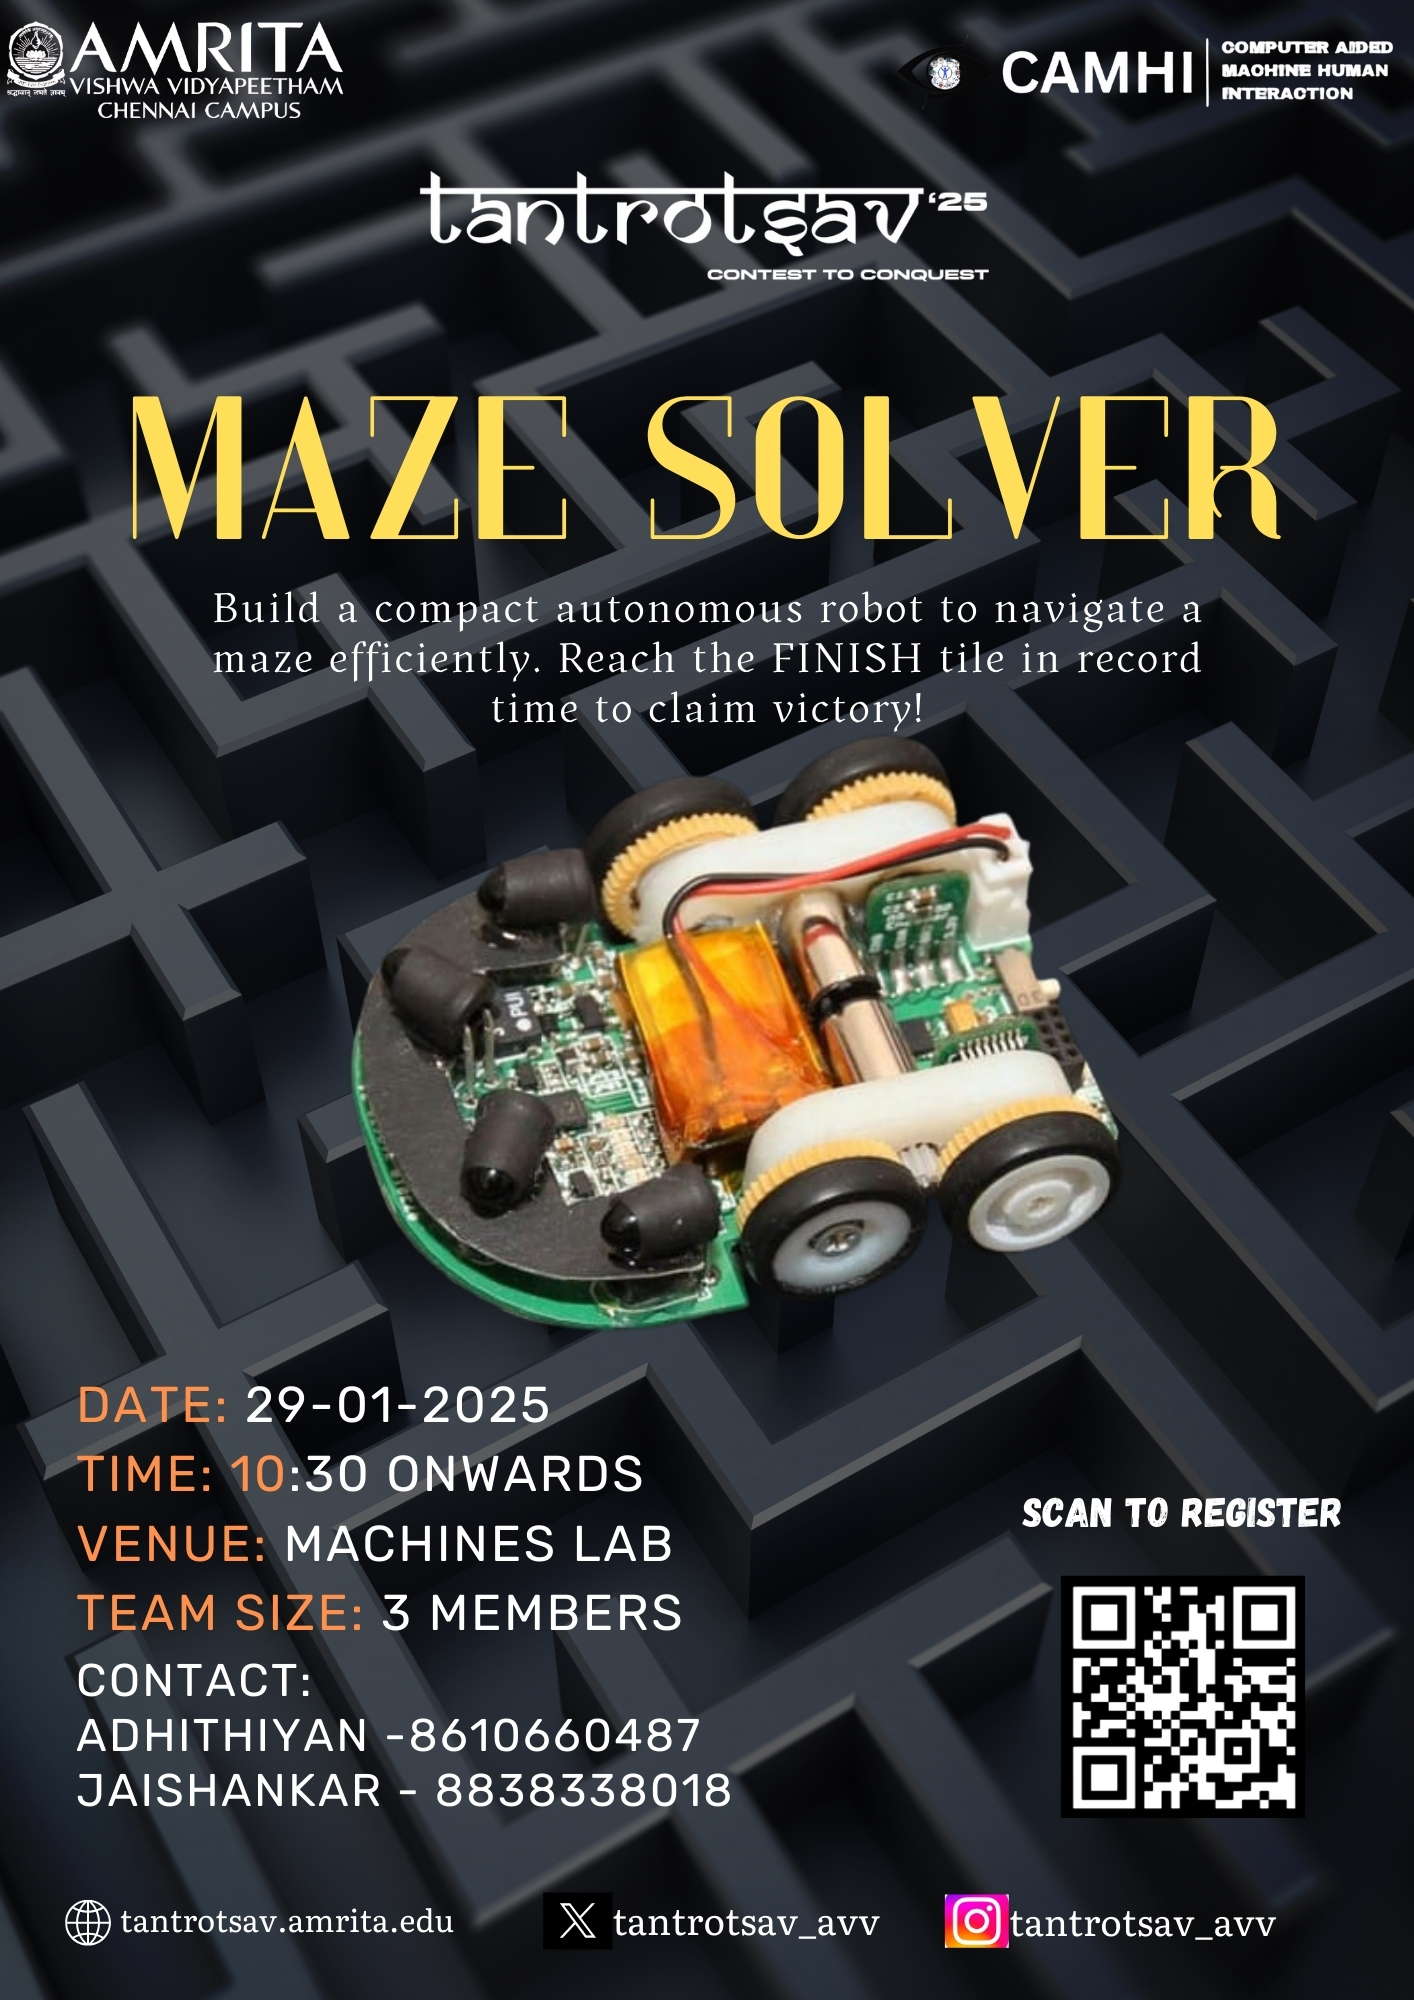 AMRITA
VISHWA VIDYAPEETHAM
CHENNAI CAMPUS
CAMHI
COMPUTER AIDED
MACHINE HUMAN
INTERACTION
tantrotsav '25
CONTEST TO CONQUEST
MAZE SOLVER
Build a compact autonomous robot to navigate a
maze efficiently. Reach the FINISH tile in record
time to claim victory!
DATE: 29-01-2025
TIME: 10:30 ONWARDS
VENUE: MACHINES LAB
TEAM SIZE: 3 MEMBERS
CONTACT:
ADHITHIYAN -8610660487
JAISHANKAR - 8838338018
SCAN TO REGISTER
tantrotsav.amrita.edu
tantrotsav_avv
tantrotsav_avv